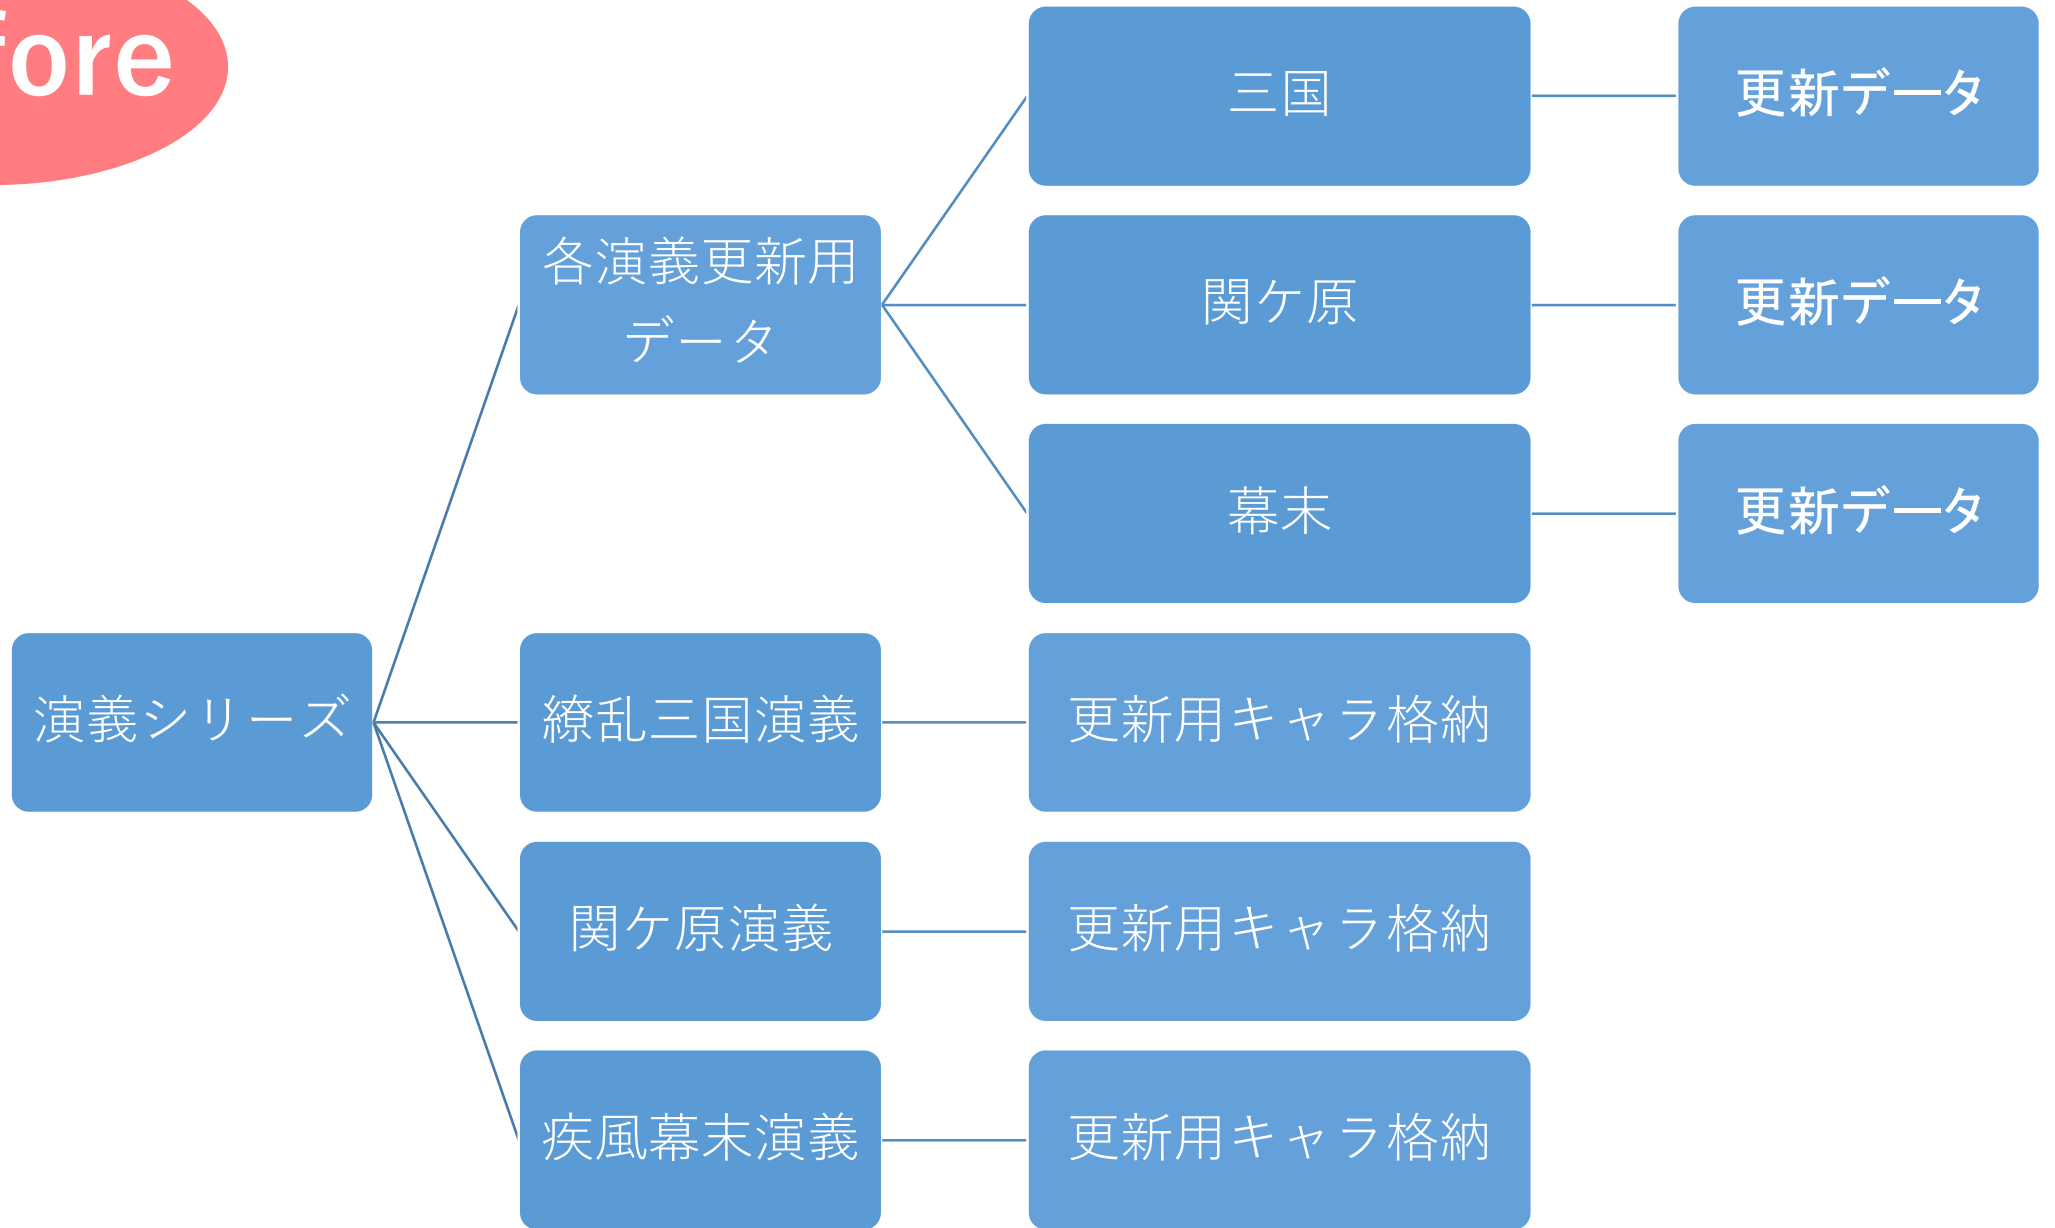 fore
三国
更新データ
各演義更新用
データ
関ケ原
更新データ
幕末
更新データ
演義シリーズ
繚乱三国演義
更新用キャラ格納
関ケ原演義
更新用キャラ格納
疾風幕末演義
更新用キャラ格納